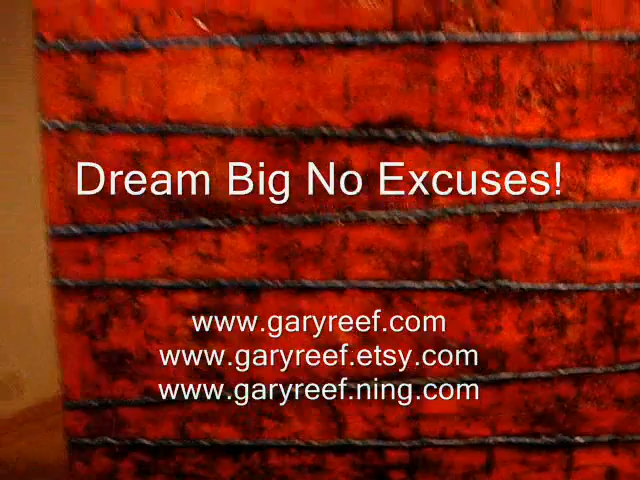 Dream Big No Excuses!
www.garyreef.com
www.garyreef.etsy.com
www.garyreef.ning.com